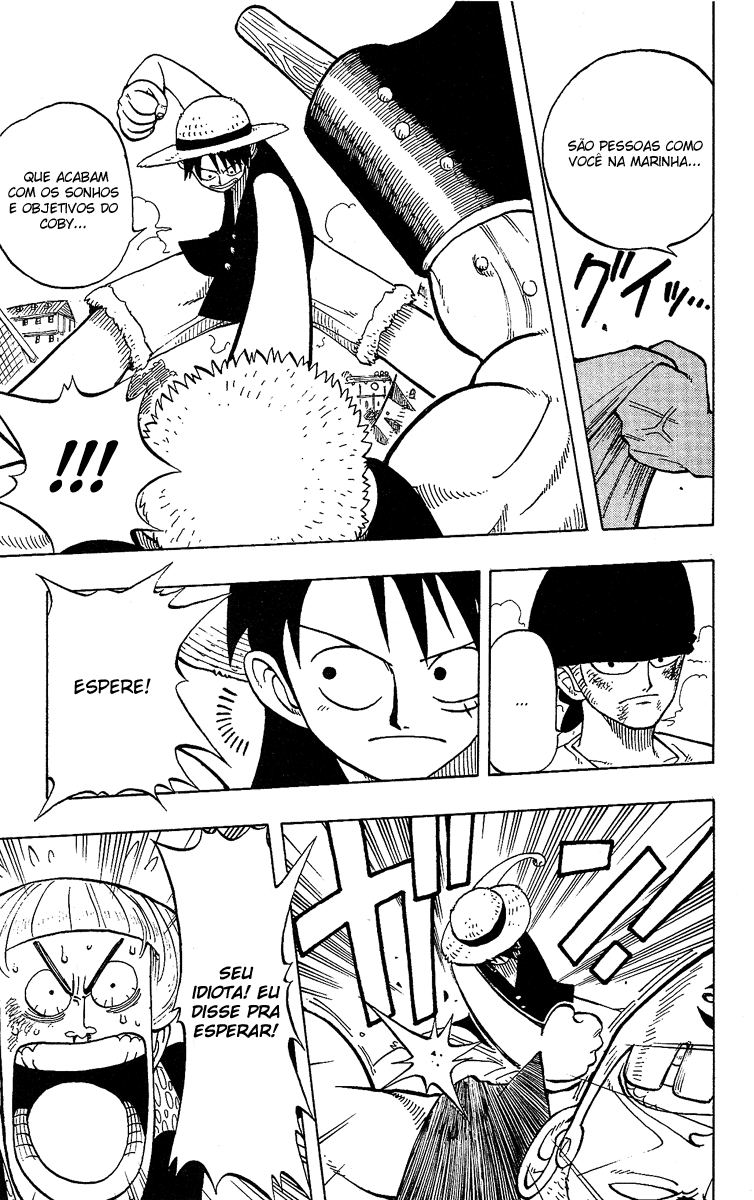 SÃO PESSOAS COMO
VOCÊ NA MARINHA...
グイッ...
QUE ACABAM
COM OS SONHOS
E OBJETIVOS DO
COBY...
!!!
...
ESPERE!
SEU
IDIOTA! EU
DISSE PRA
ESPERAR!